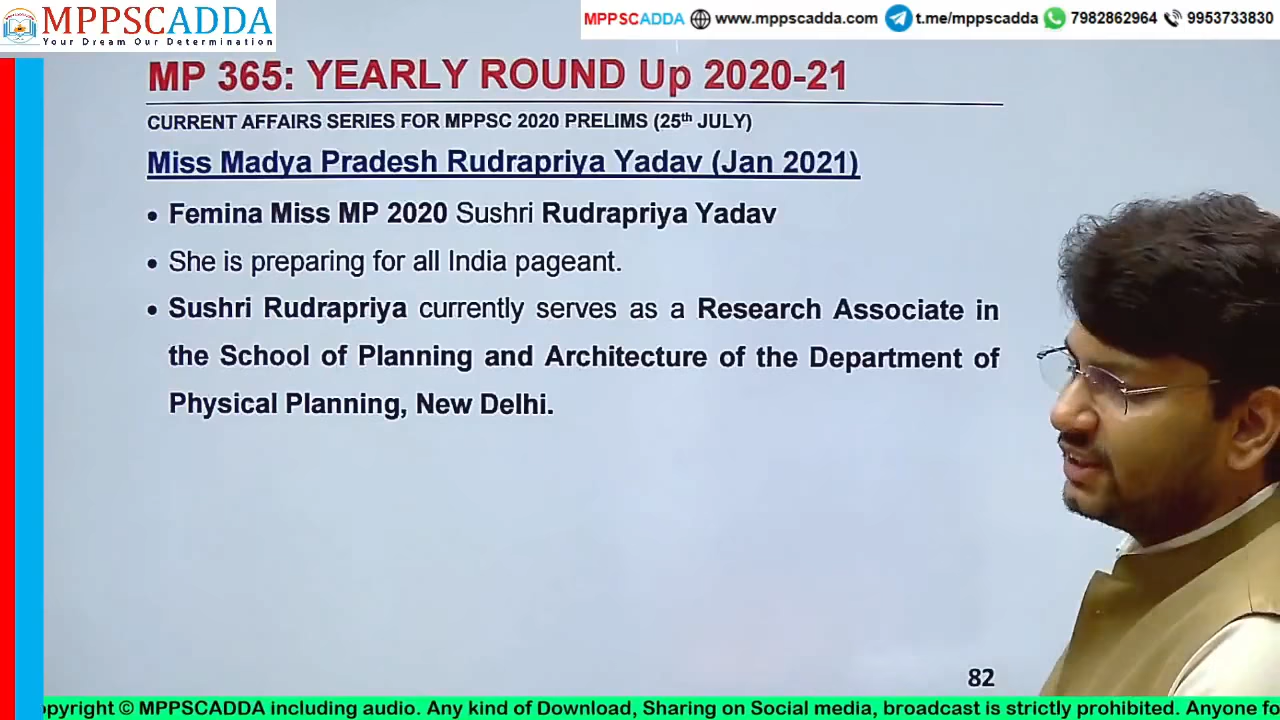 MPPSCADDA
Your Dream Our Determination
MPPSCADDA www.mppscadda.com t.me/mppscadda 7982862964 9953733830
MP 365: YEARLY ROUND Up 2020-21
CURRENT AFFAIRS SERIES FOR MPPSC 2020 PRELIMS (25th JULY)
Miss Madya Pradesh Rudrapriya Yadav (Jan 2021)
• Femina Miss MP 2020 Sushri Rudrapriya Yadav
• She is preparing for all India pageant.
• Sushri Rudrapriya currently serves as a Research Associate in
the School of Planning and Architecture of the Department of
Physical Planning, New Delhi.
82
opyright © MPPSCADDA including audio. Any kind of Download, Sharing on Social media, broadcast is strictly prohibited. Anyone fo